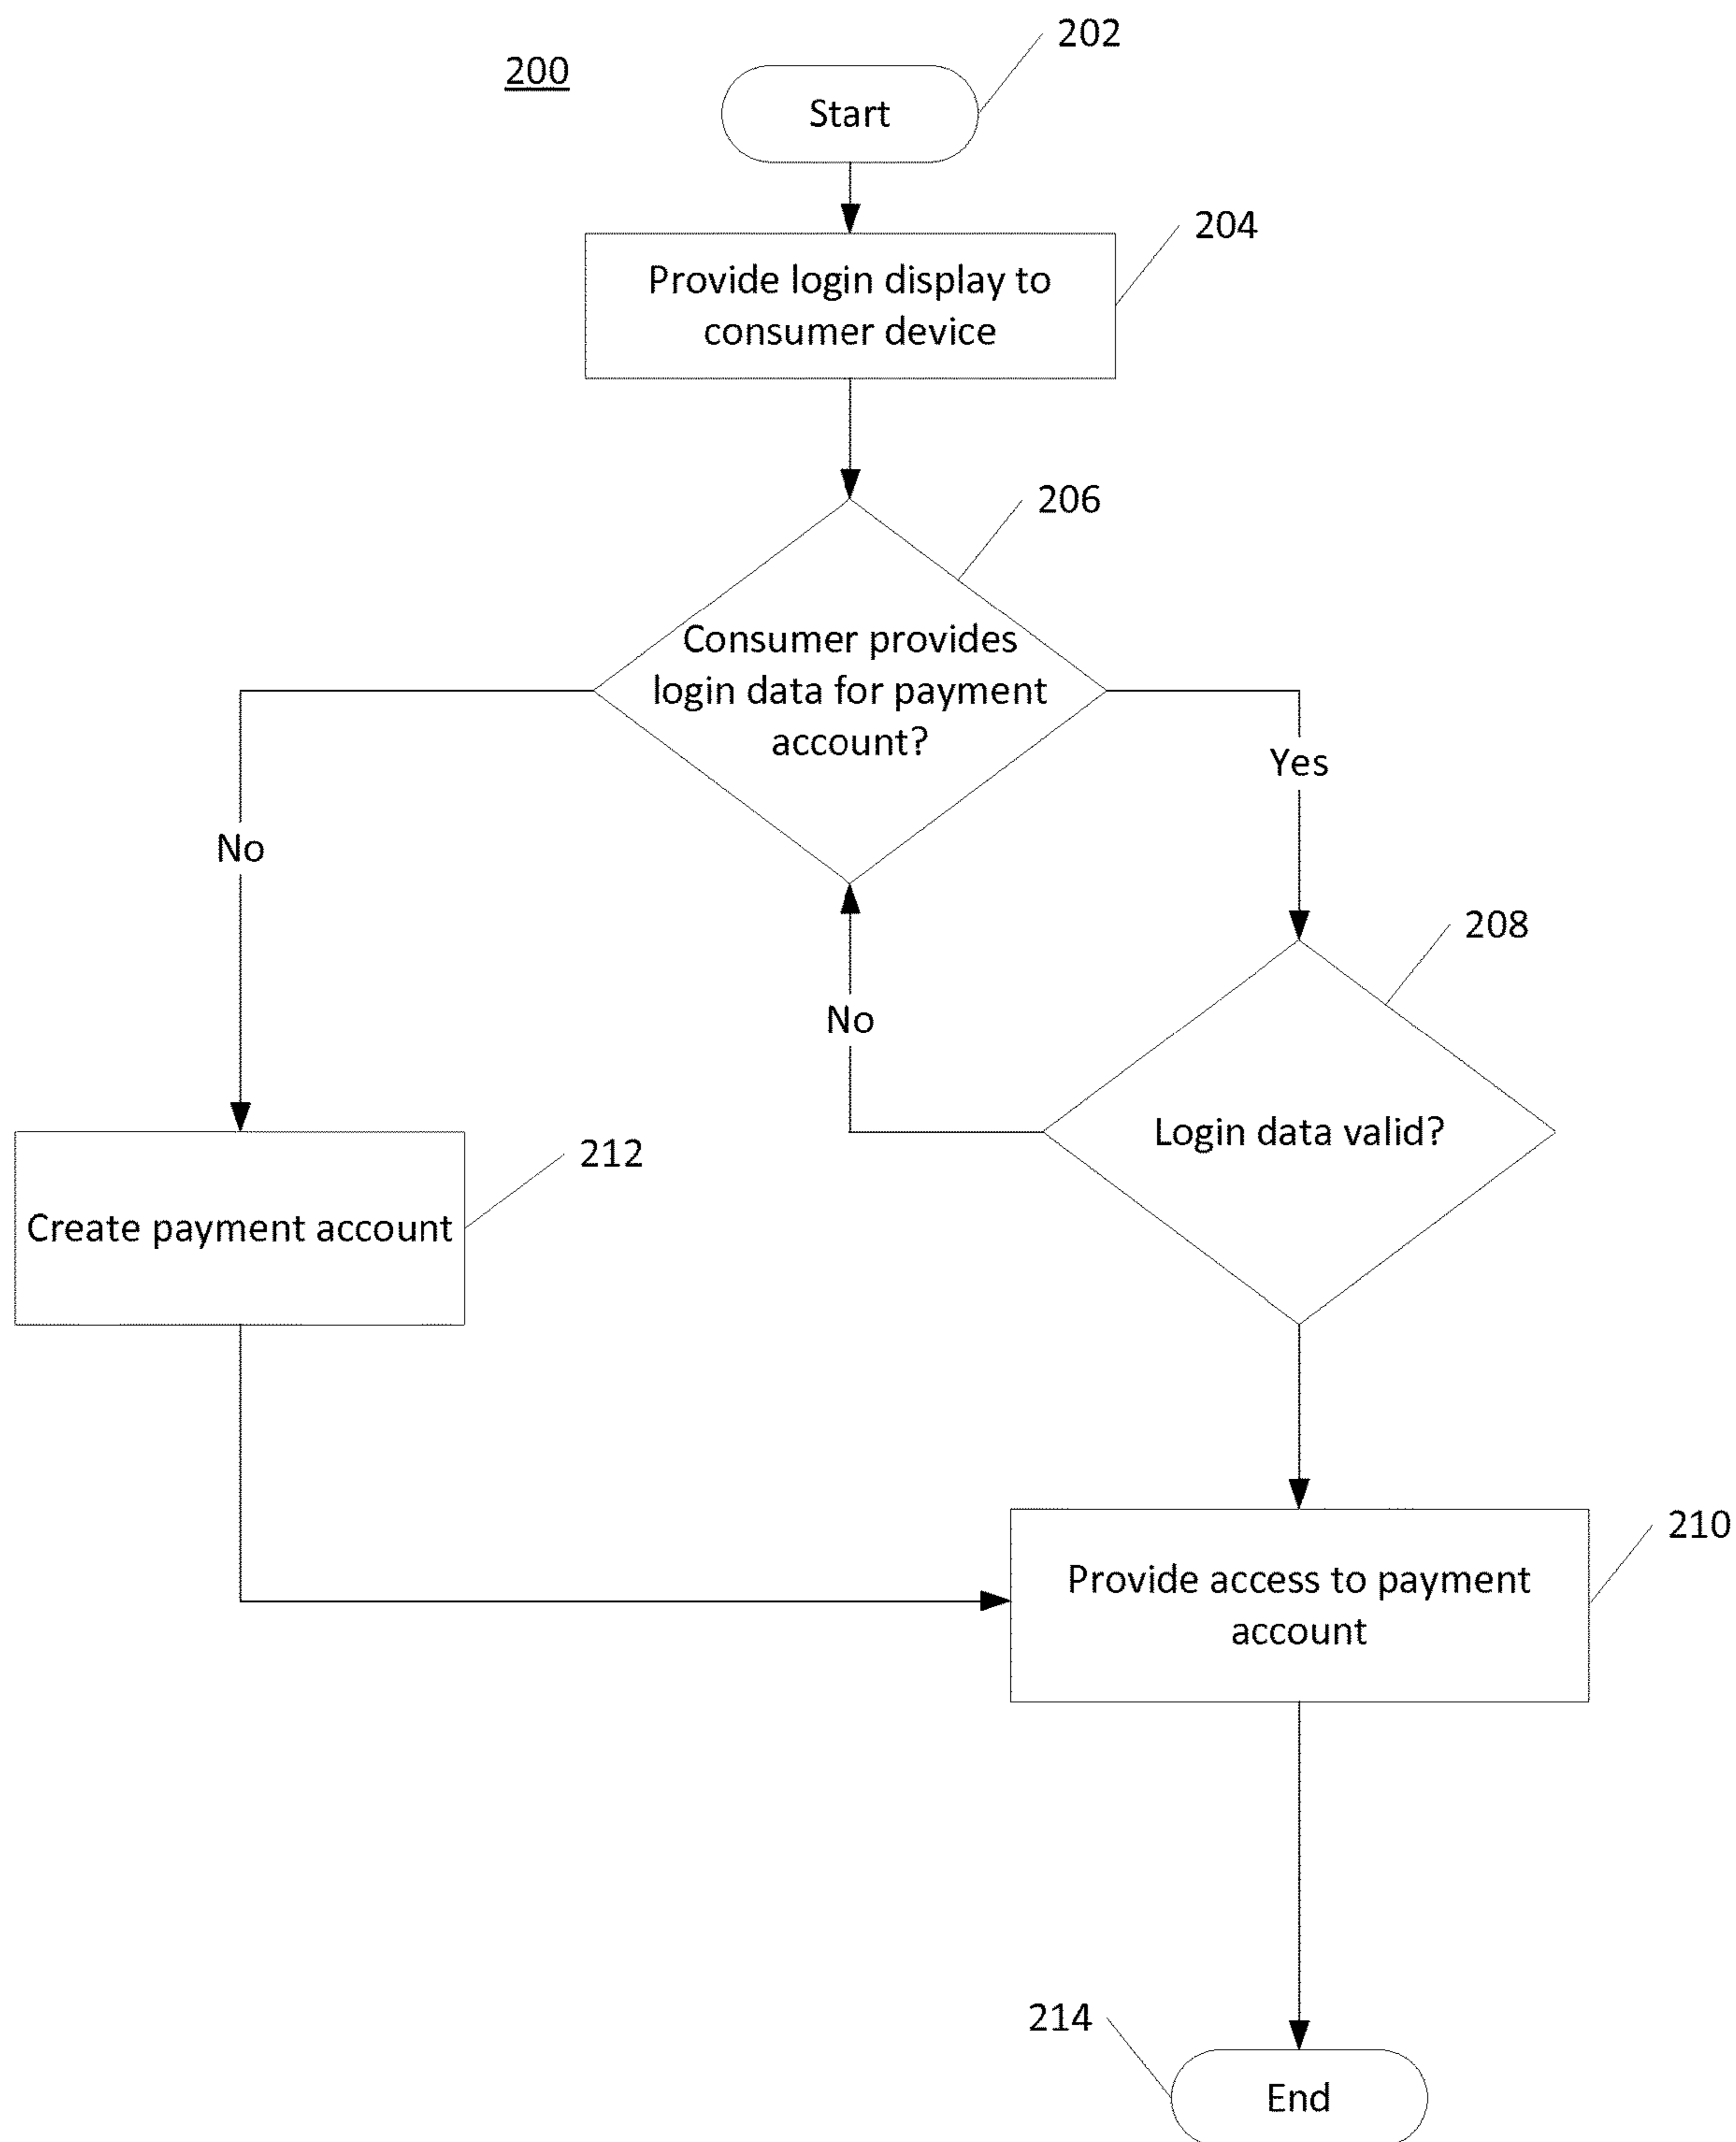 202
200
Start
204
Provide login display to
consumer device
206
Consumer provides
login data for payment
account?
Yes
No
208
No
Login data valid?
212
Create payment account
210
Provide access to payment
account
214
End